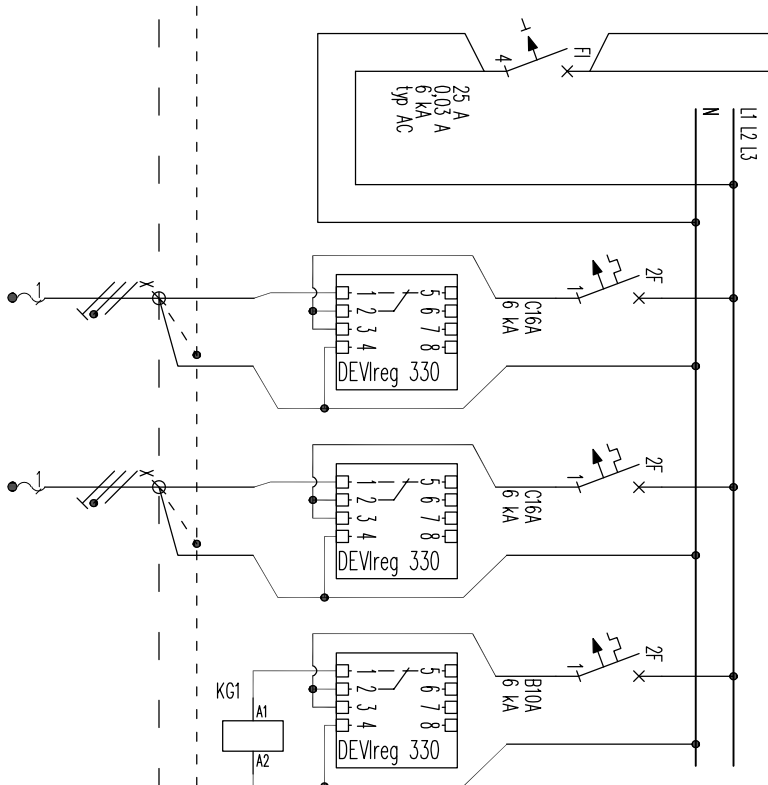 FI
4
25 A
0,03 A
6 kA
typ AC
L1 L2 L3
N
2F
1
C16A
6 kA
1 5
2 6
3 7
4 8
DEVIreg 330
X
1
2F
1
C16A
6 kA
1 5
2 6
3 7
4 8
DEVIreg 330
X
1
2F
1
B10A
6 kA
1 5
2 6
3 7
4 8
DEVIreg 330
KG1
A1
A2